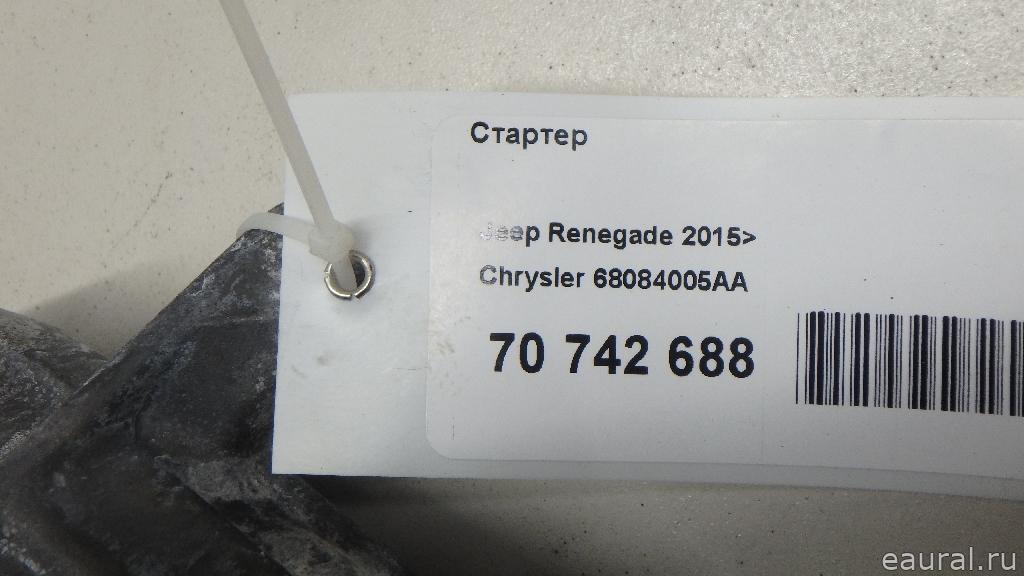 Стартер
Jeep Renegade 2015>
Chrysler 68084005AA
70 742 688
eaural.ru